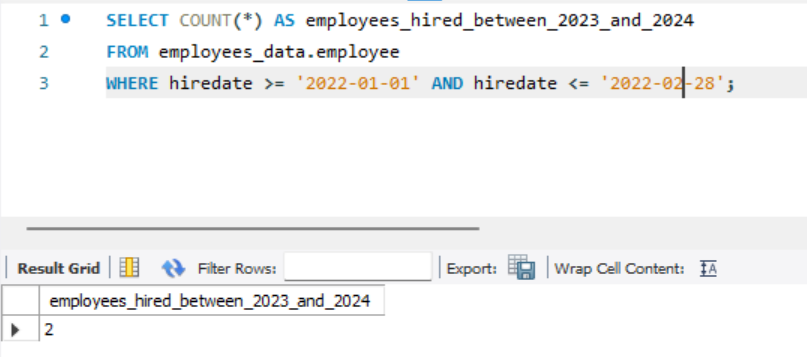 1 SELECT COUNT(*) AS employees_hired_between_2023_and_2024
2 FROM employees_data.employee
3 WHERE hiredate >= '2022-01-01' AND hiredate <= '2022-02-28';
Result Grid Filter Rows: Export: Wrap Cell Content: IA
employees_hired_between_2023_and_2024
2